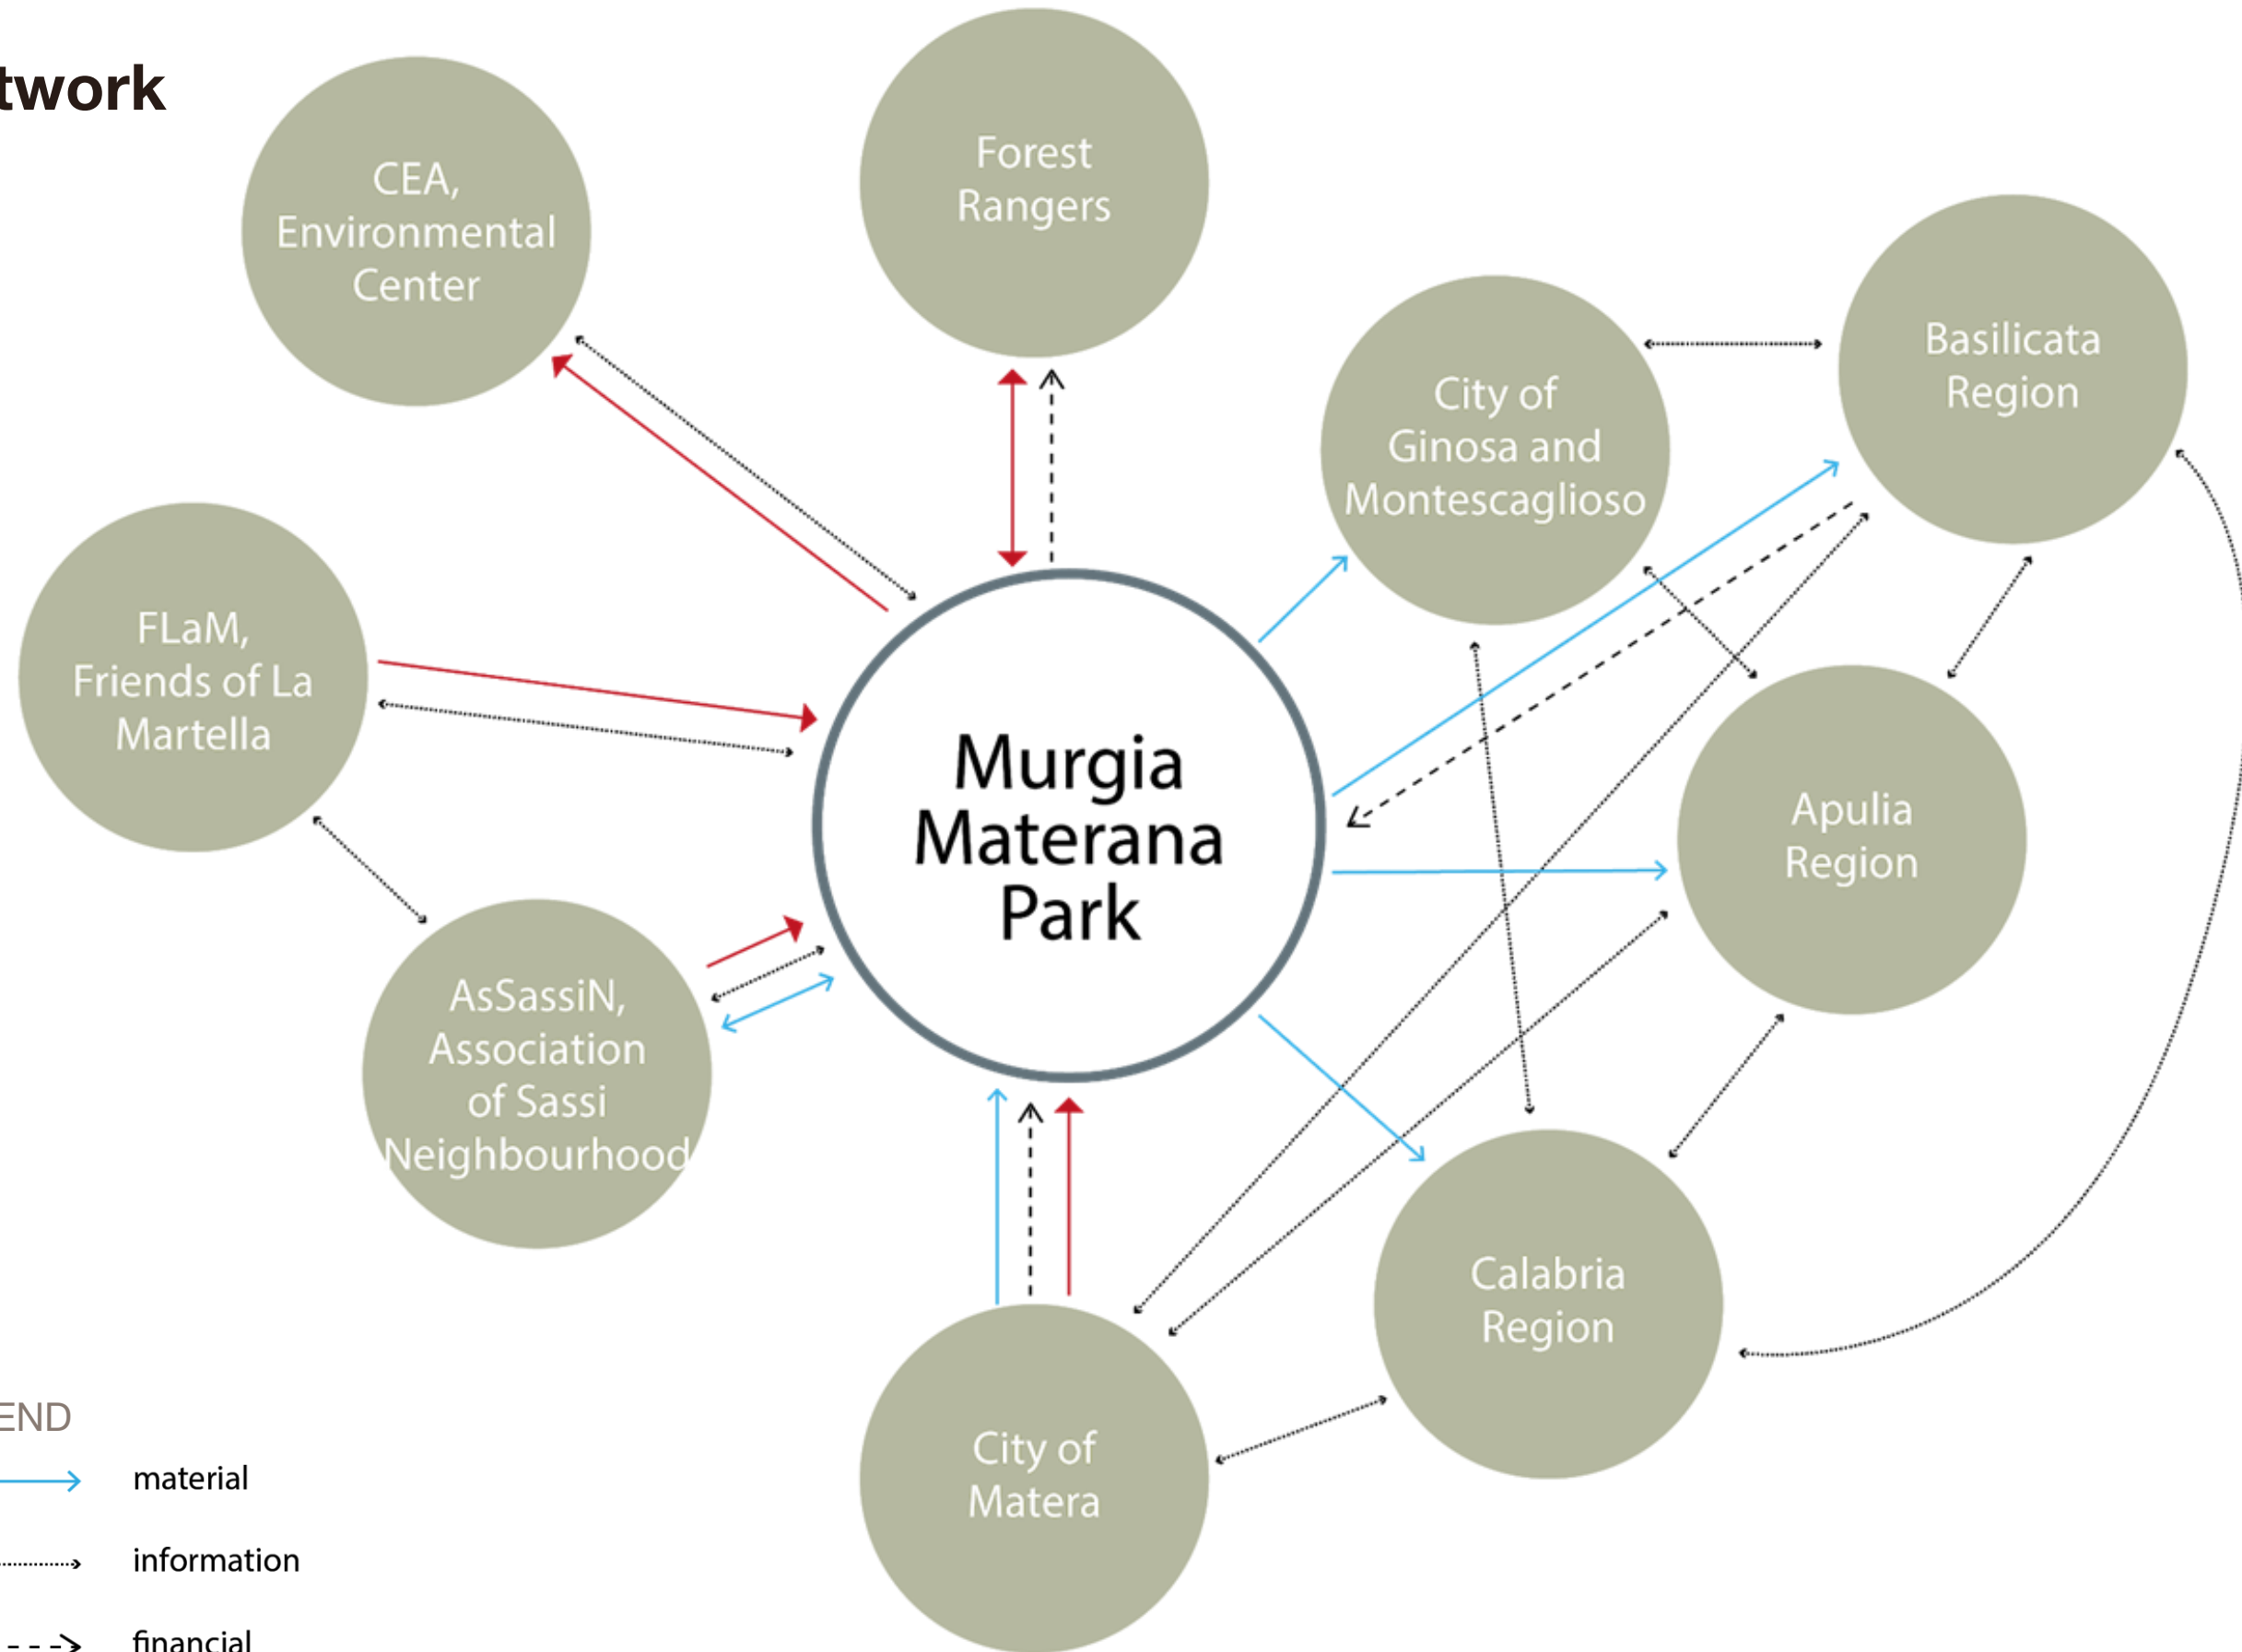 twork
CEA,
Environmental
Center
Forest
Rangers
City of
Ginosa and
Montescaglioso
Basilicata
Region
FLaM,
Friends of La
Martella
Murgia
Materana
Park
Apulia
Region
AsSassiN,
Association
of Sassi
Neighbourhood
Calabria
Region
City of
Matera
END
material
information
financial